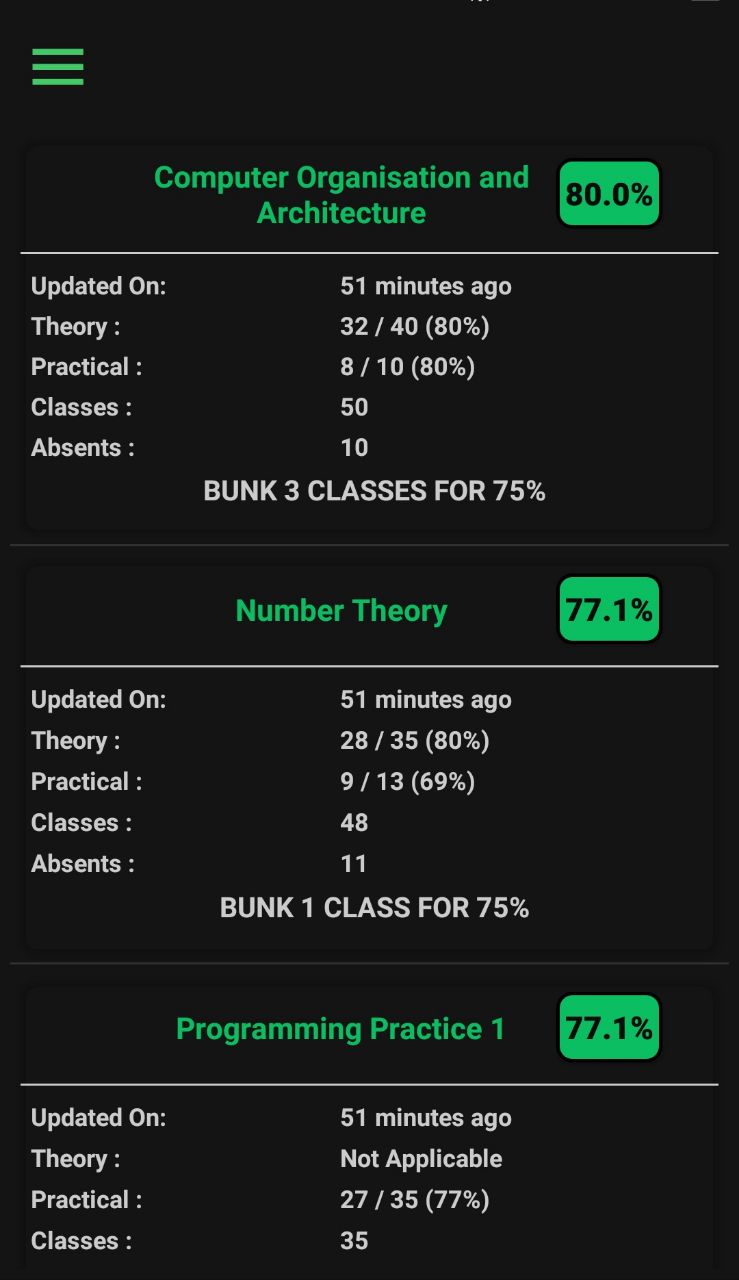 Computer Organisation and
Architecture
80.0%
Updated On: 51 minutes ago
Theory : 32 / 40 (80%)
Practical : 8 / 10 (80%)
Classes : 50
Absents : 10
BUNK 3 CLASSES FOR 75%
Number Theory 77.1%
Updated On: 51 minutes ago
Theory : 28 / 35 (80%)
Practical : 9 / 13 (69%)
Classes : 48
Absents : 11
BUNK 1 CLASS FOR 75%
Programming Practice 1 77.1%
Updated On: 51 minutes ago
Theory : Not Applicable
Practical : 27 / 35 (77%)
Classes : 35